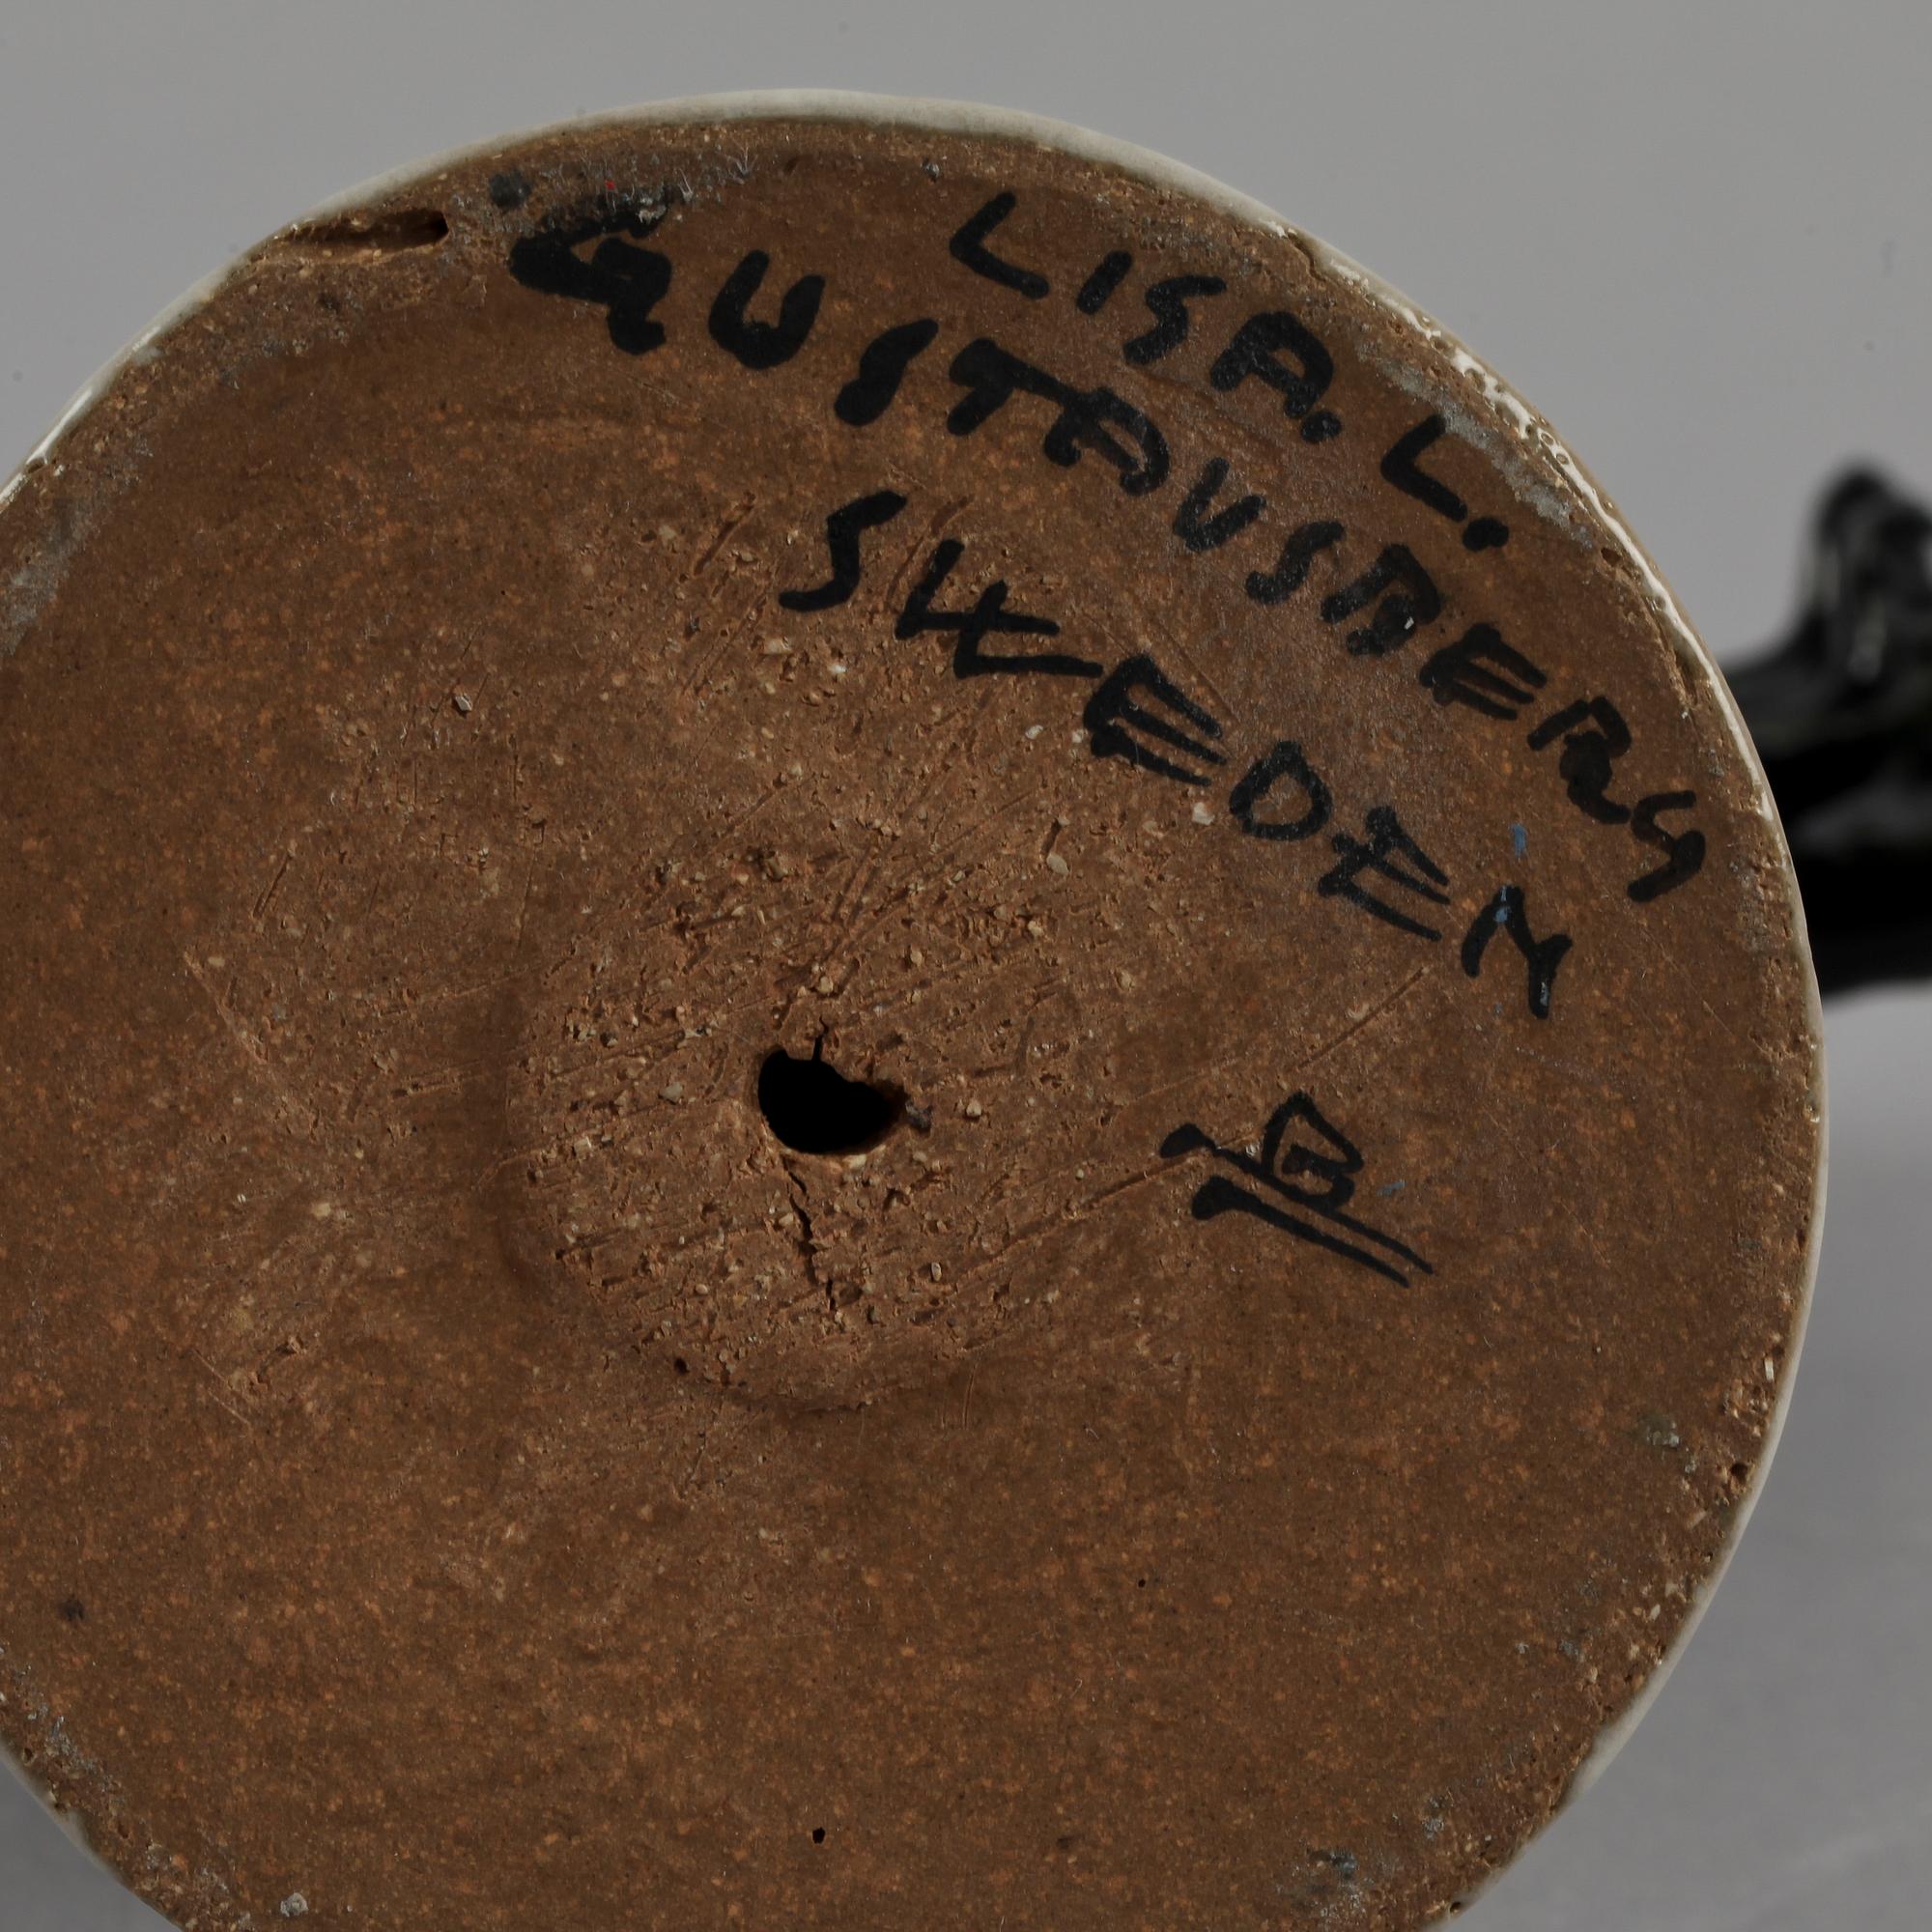 LISA. L.
GUSTAVSBERG
SWEDEN